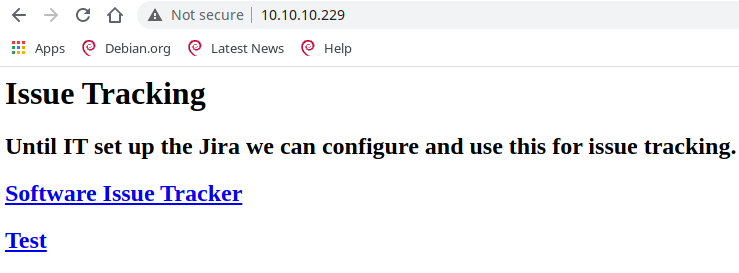 Not secure | 10.10.10.229
Apps Debian.org Latest News Help
Issue Tracking
Until IT set up the Jira we can configure and use this for issue tracking.
Software Issue Tracker
Test